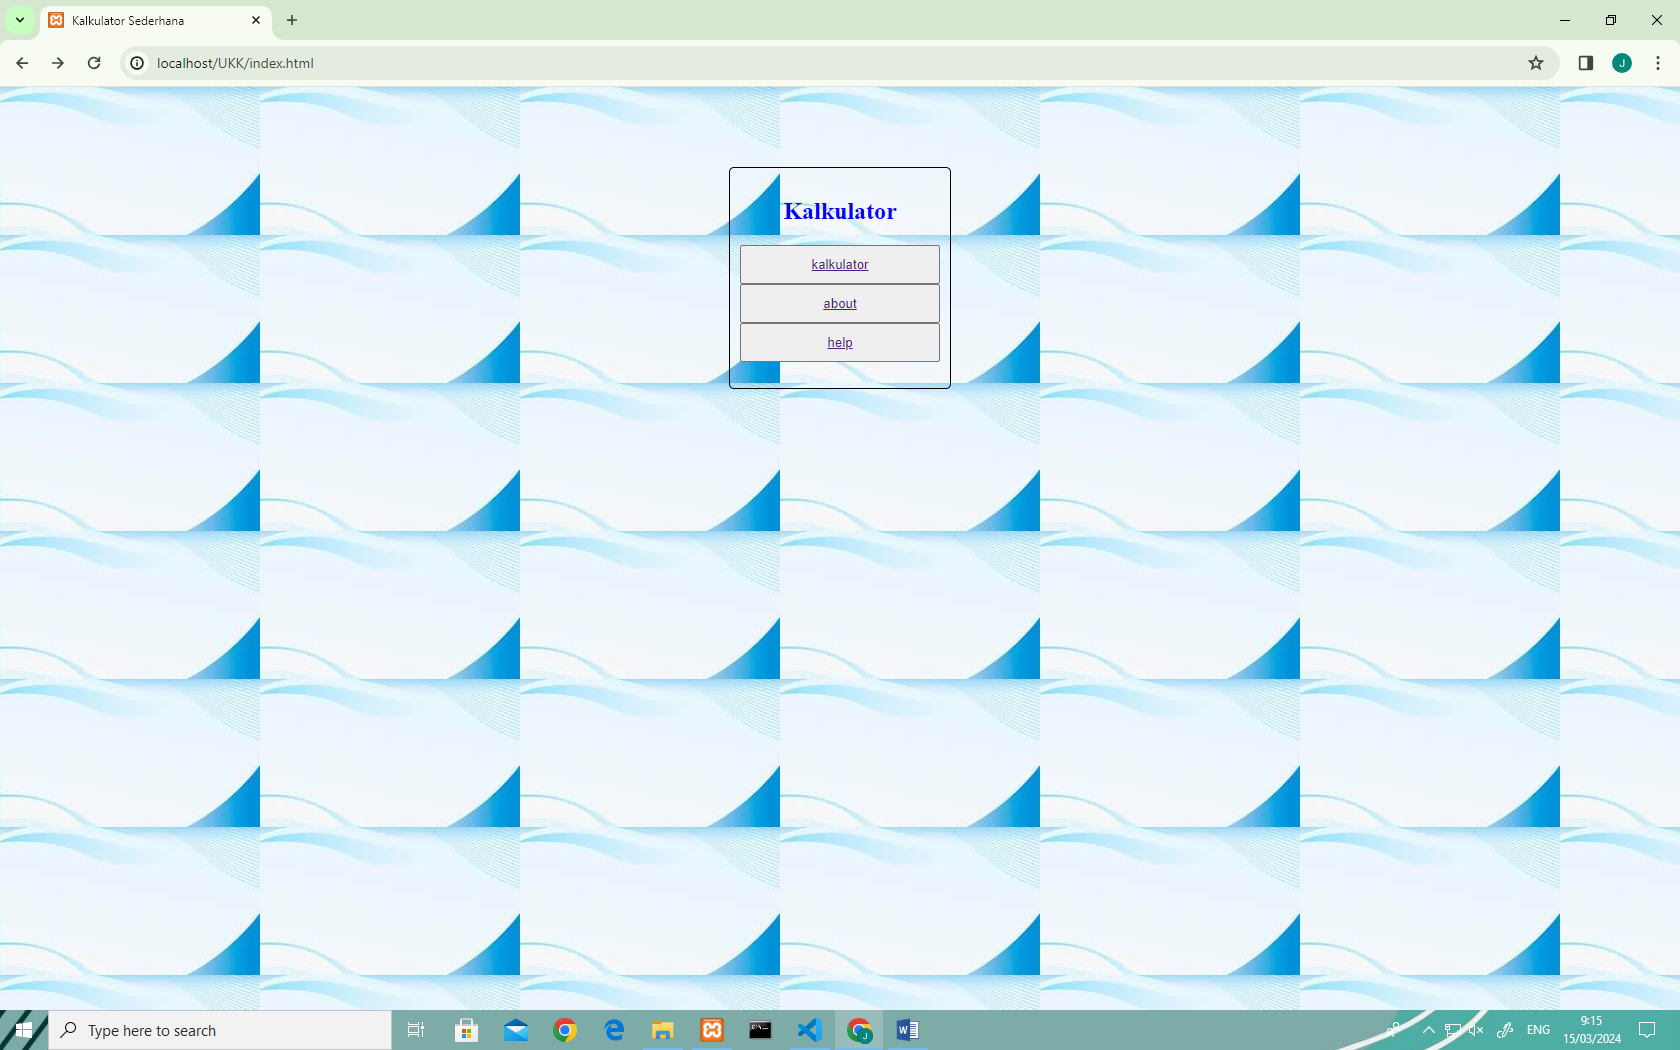 Kalkulator Sederhana
localhost/UKK/index.html
J
Kalkulator
kalkulator
about
help
Type here to search
J
ENG
9:15
15/03/2024